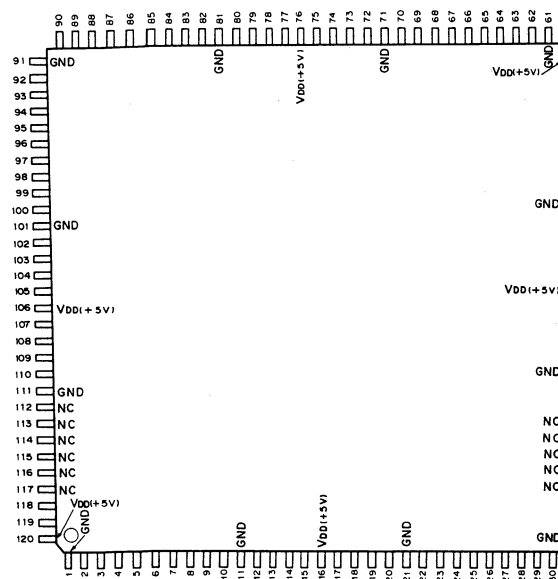 90 89 88 87 86 85 84 83 82 81 80 79 78 77 76 75 74 73 72 71 70 69 68 67 66 65 64 63 62 61
91 GND GND VDD(+5V) GND GND
VDD(+5V)
92
93
94
95
96
97
98
99
100 GND
101 GND
102
103
104
105 VDD(+5V)
106 VDD(+5V)
107
108
109
110 GND
111 GND
112 NC
113 NC NC
114 NC NC
115 NC NC
116 NC NC
117 NC NC
118 VDD(+5V)
119 GND
120 GND VDD(+5V) GND GND
1 2 3 4 5 6 7 8 9 10 11 12 13 14 15 16 17 18 19 20 21 22 23 24 25 26 27 28 29 30